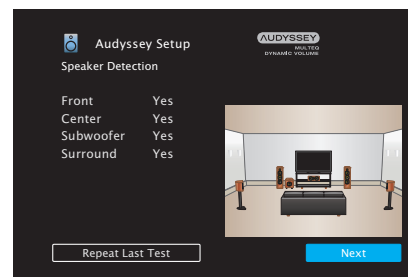 Audyssey Setup
AUDYSSEY
MULTEQ
DYNAMIC VOLUME
Speaker Detection
Front Yes
Center Yes
Subwoofer Yes
Surround Yes
Repeat Last Test
Next